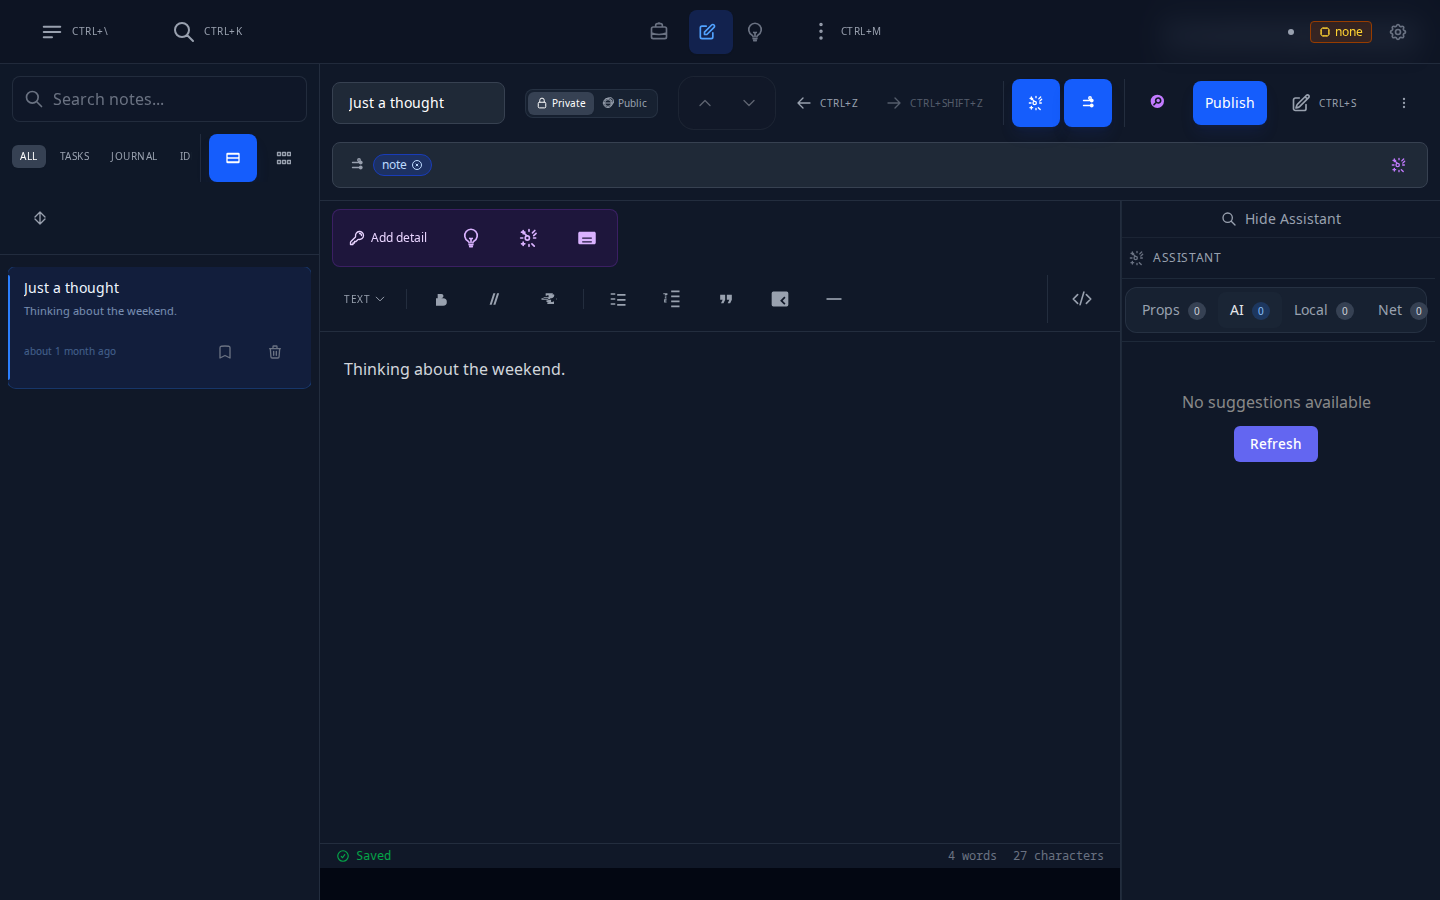 CTRL+\
CTRL+K
CTRL+M
none
Search notes...
ALL TASKS JOURNAL ID
Just a thought
Thinking about the weekend.
about 1 month ago
Just a thought
Private
Public
CTRL+Z
CTRL+SHIFT+Z
Publish
CTRL+S
note
Add detail
TEXT
Thinking about the weekend.
Saved
4 words 27 characters
Hide Assistant
ASSISTANT
Props 0 AI 0 Local 0 Net 0
No suggestions available
Refresh